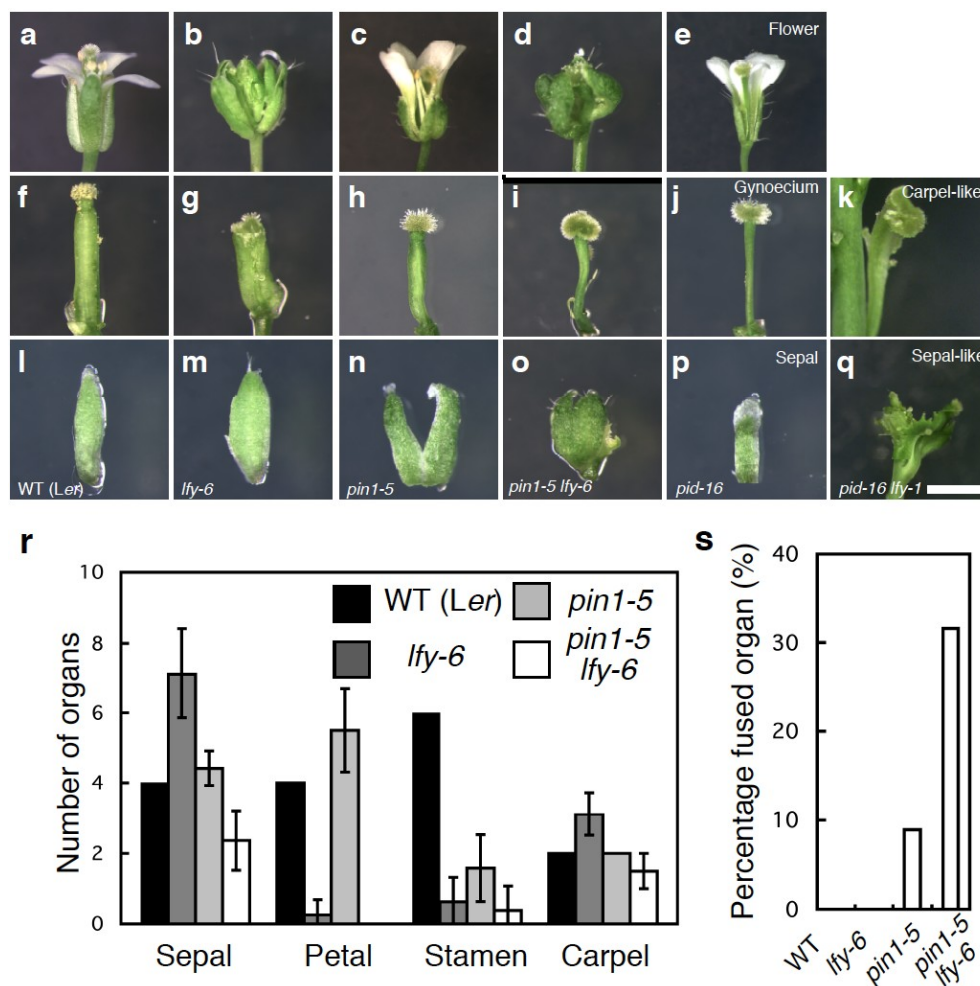 a b c d e Flower
f g h i Gynoecium j k Carpel-like
l m n o Sepal p q Sepal-like
WT (Ler) lfy-6 pin1-5 pin1-5 lfy-6 pid-16 pid-16 lfy-1
r
10
8
6
4
2
0
Number of organs
WT (Ler) pin1-5
lfy-6 pin1-5
lfy-6
Sepal Petal Stamen Carpel
s
40
30
20
10
0
Percentage fused organ (%)
WT
lfy-6
pin1-5
pin1-5
lfy-6